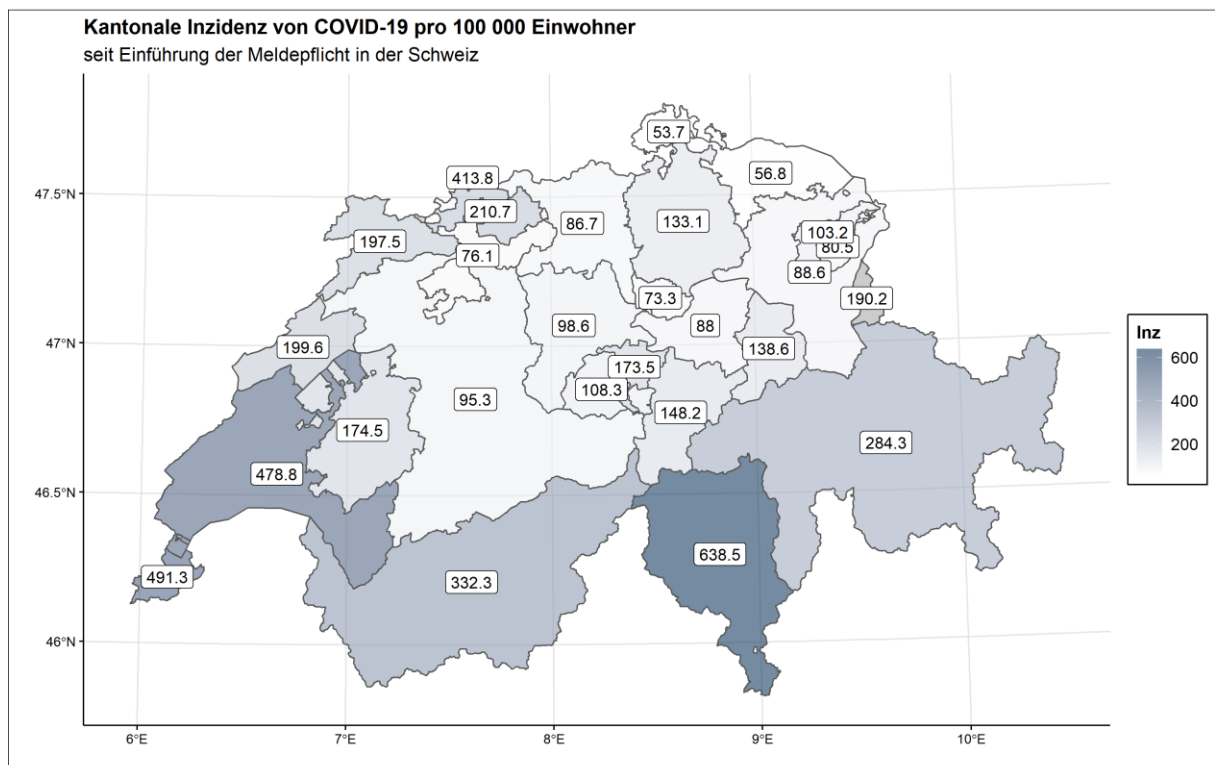 Kantonale Inzidenz von COVID-19 pro 100 000 Einwohner
seit Einführung der Meldepflicht in der Schweiz
53.7
413.8
56.8
210.7
86.7
133.1
103.2
197.5
80.5
76.1
88.6
73.3
190.2
98.6
88
199.6
138.6
173.5
108.3
95.3
148.2
174.5
284.3
478.8
638.5
491.3
332.3
47.5°N
47°N
46.5°N
46°N
6°E
7°E
8°E
9°E
10°E
Inz
600
400
200